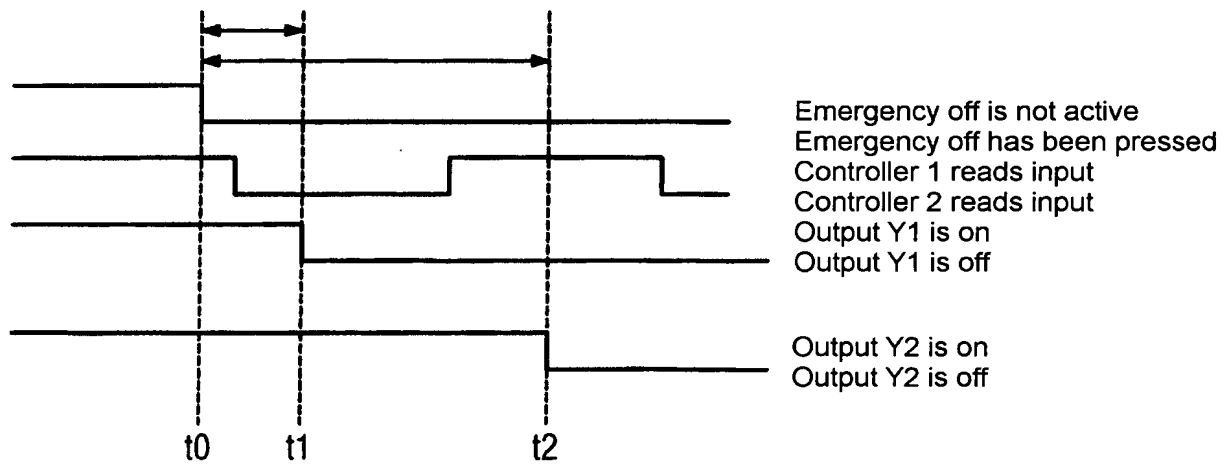 Emergency off is not active
Emergency off has been pressed
Controller 1 reads input
Controller 2 reads input
Output Y1 is on
Output Y1 is off
Output Y2 is on
Output Y2 is off
t0 t1 t2